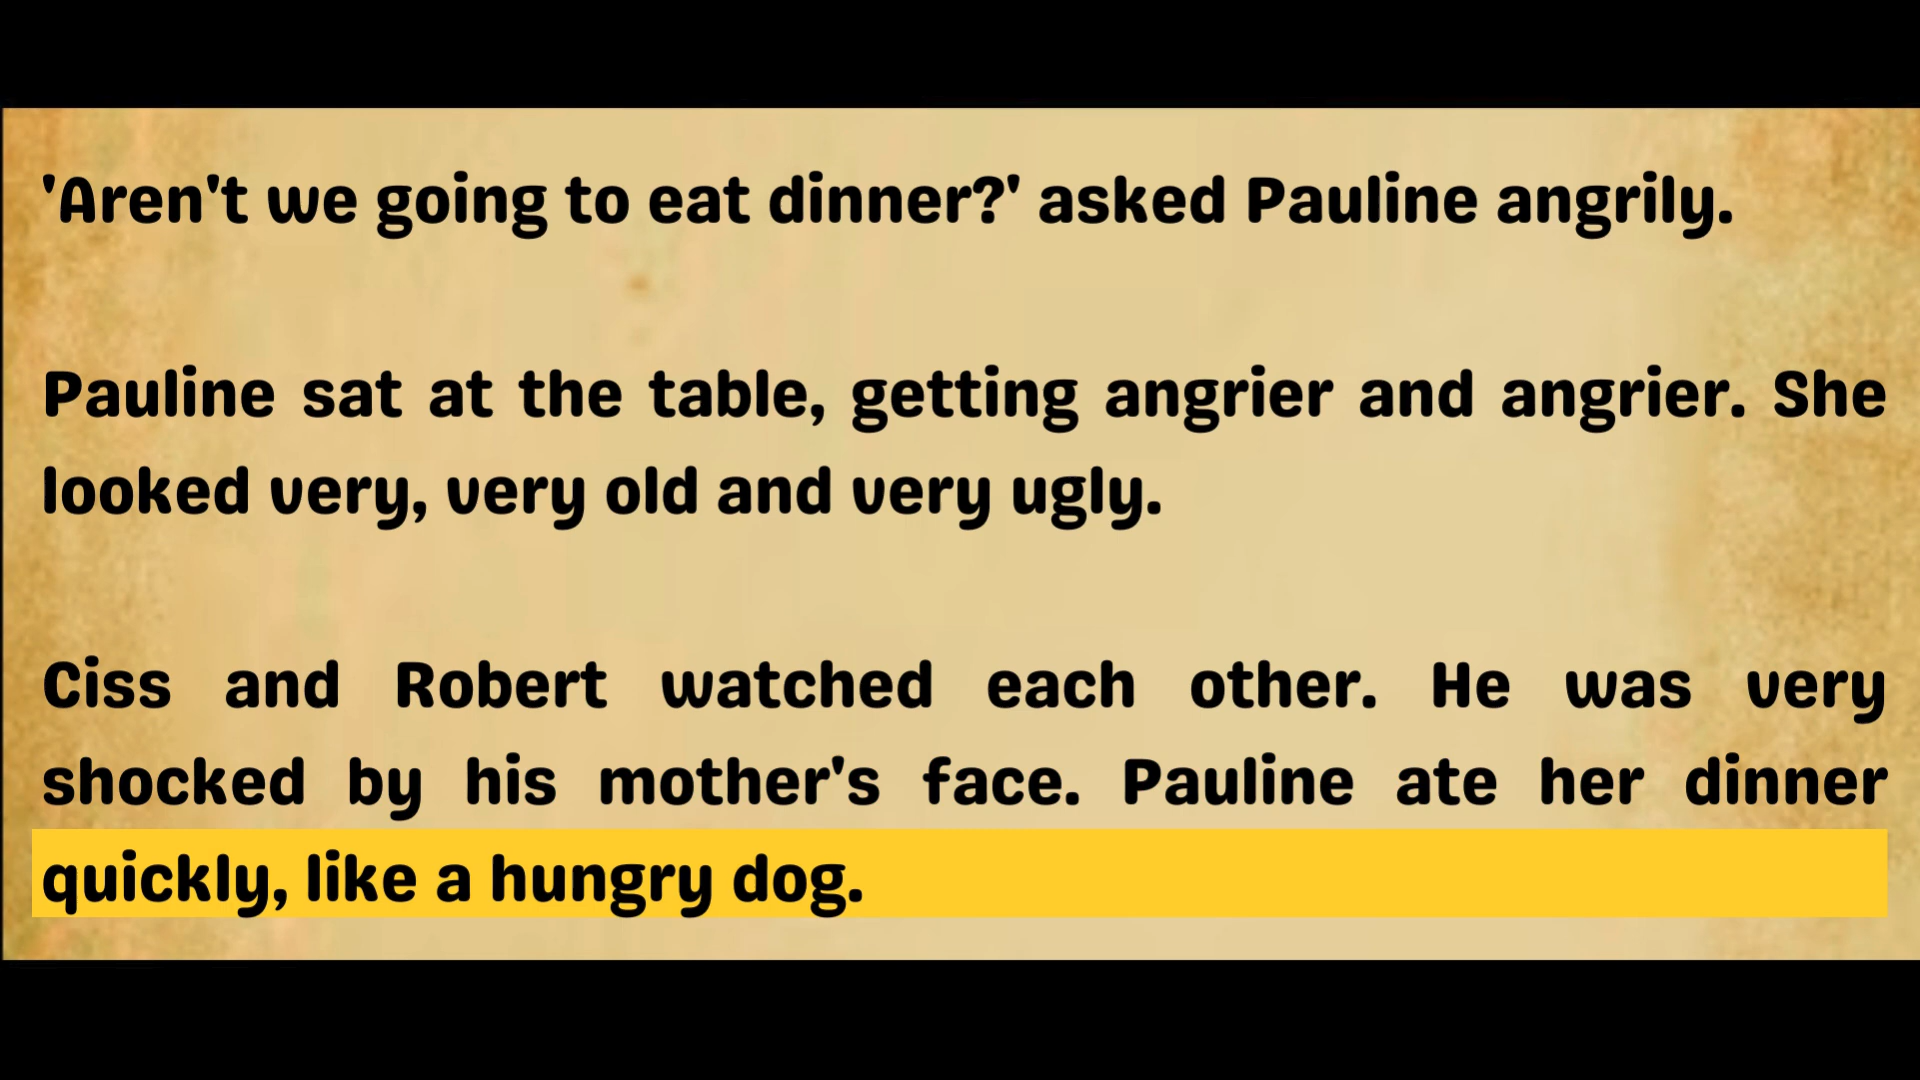 'Aren't we going to eat dinner?' asked Pauline angrily.
Pauline sat at the table, getting angrier and angrier. She
looked very, very old and very ugly.
Ciss and Robert watched each other. He was very
shocked by his mother's face. Pauline ate her dinner
quickly, like a hungry dog.